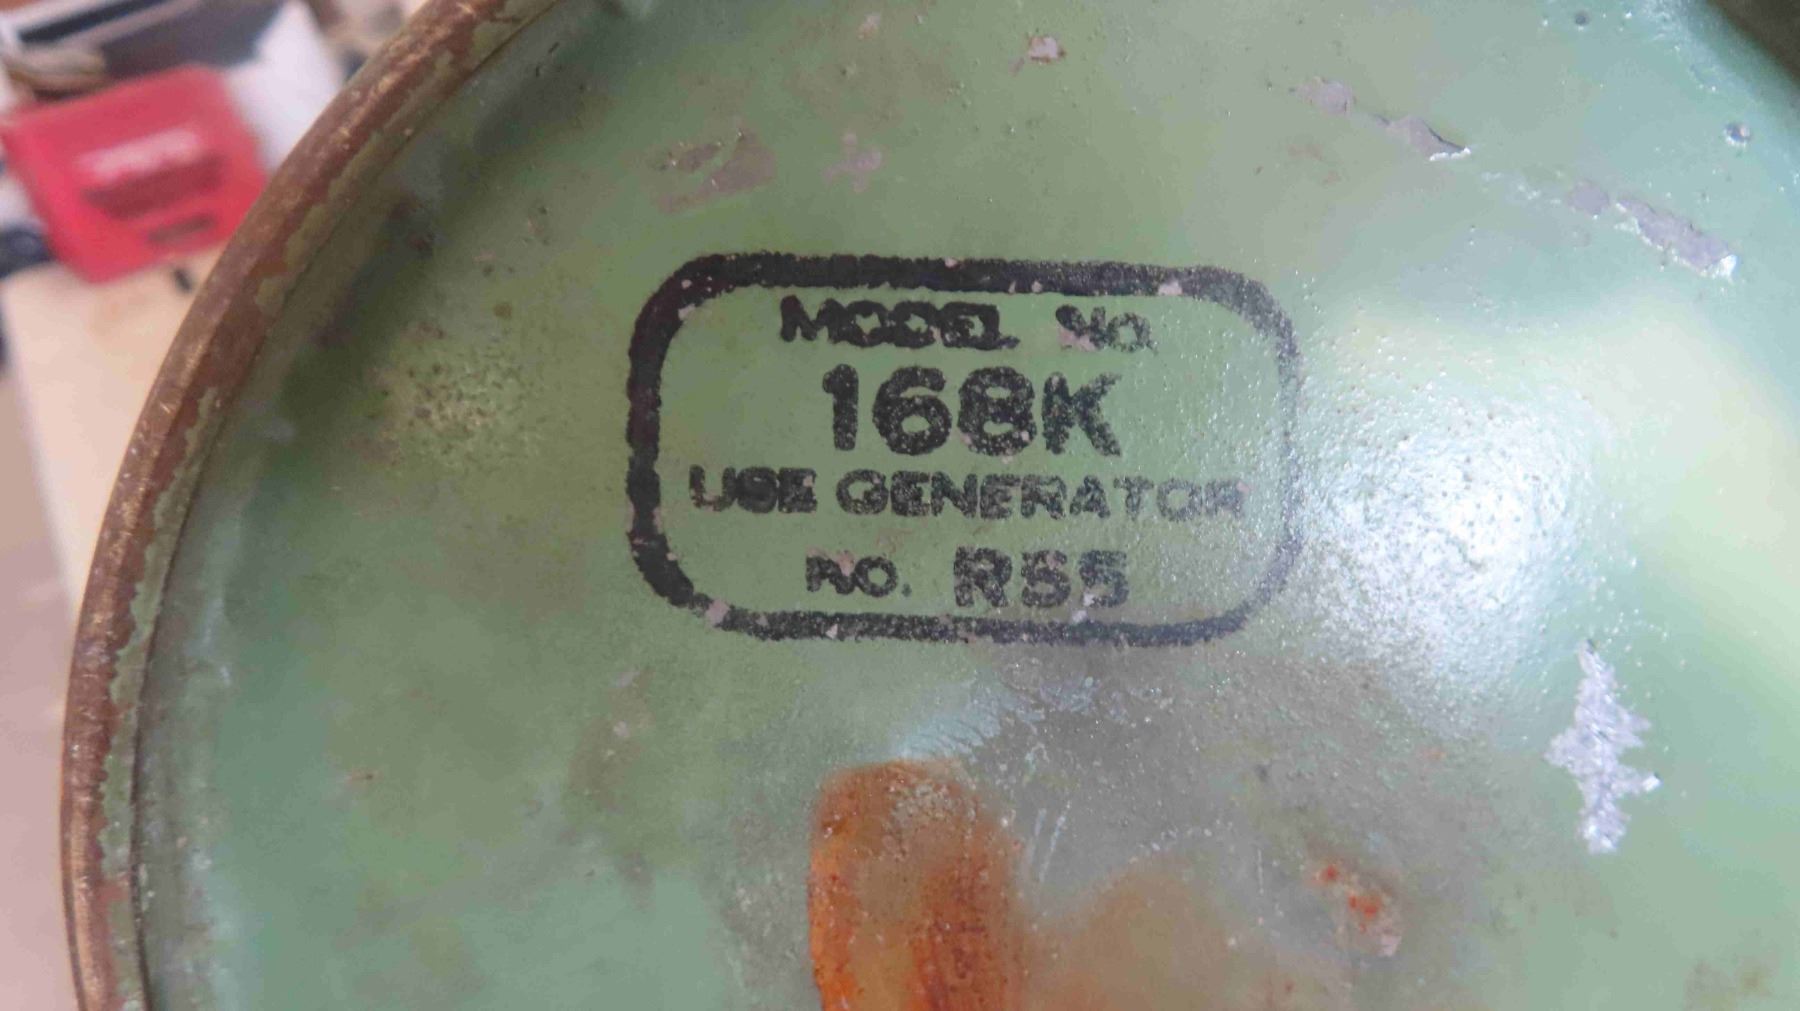 MODEL NO.
168K
USE GENERATOR
NO. R55